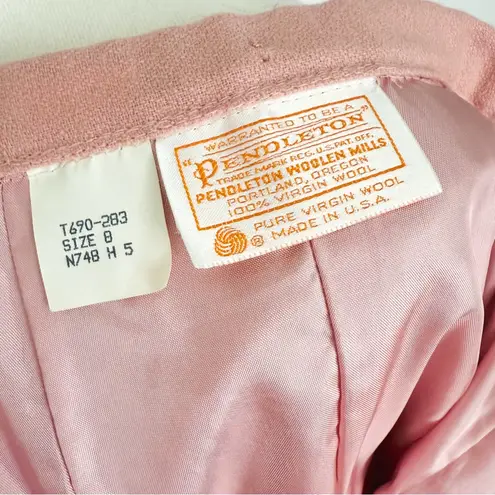 T690-283
SIZE 8
N748 H 5
WARRANTED TO BE A
"PENDLETON"
TRADE MARK REG. U.S. PAT. OFF.
PENDLETON WOOLEN MILLS
PORTLAND, OREGON
100% VIRGIN WOOL
PURE VIRGIN WOOL
® MADE IN U.S.A.